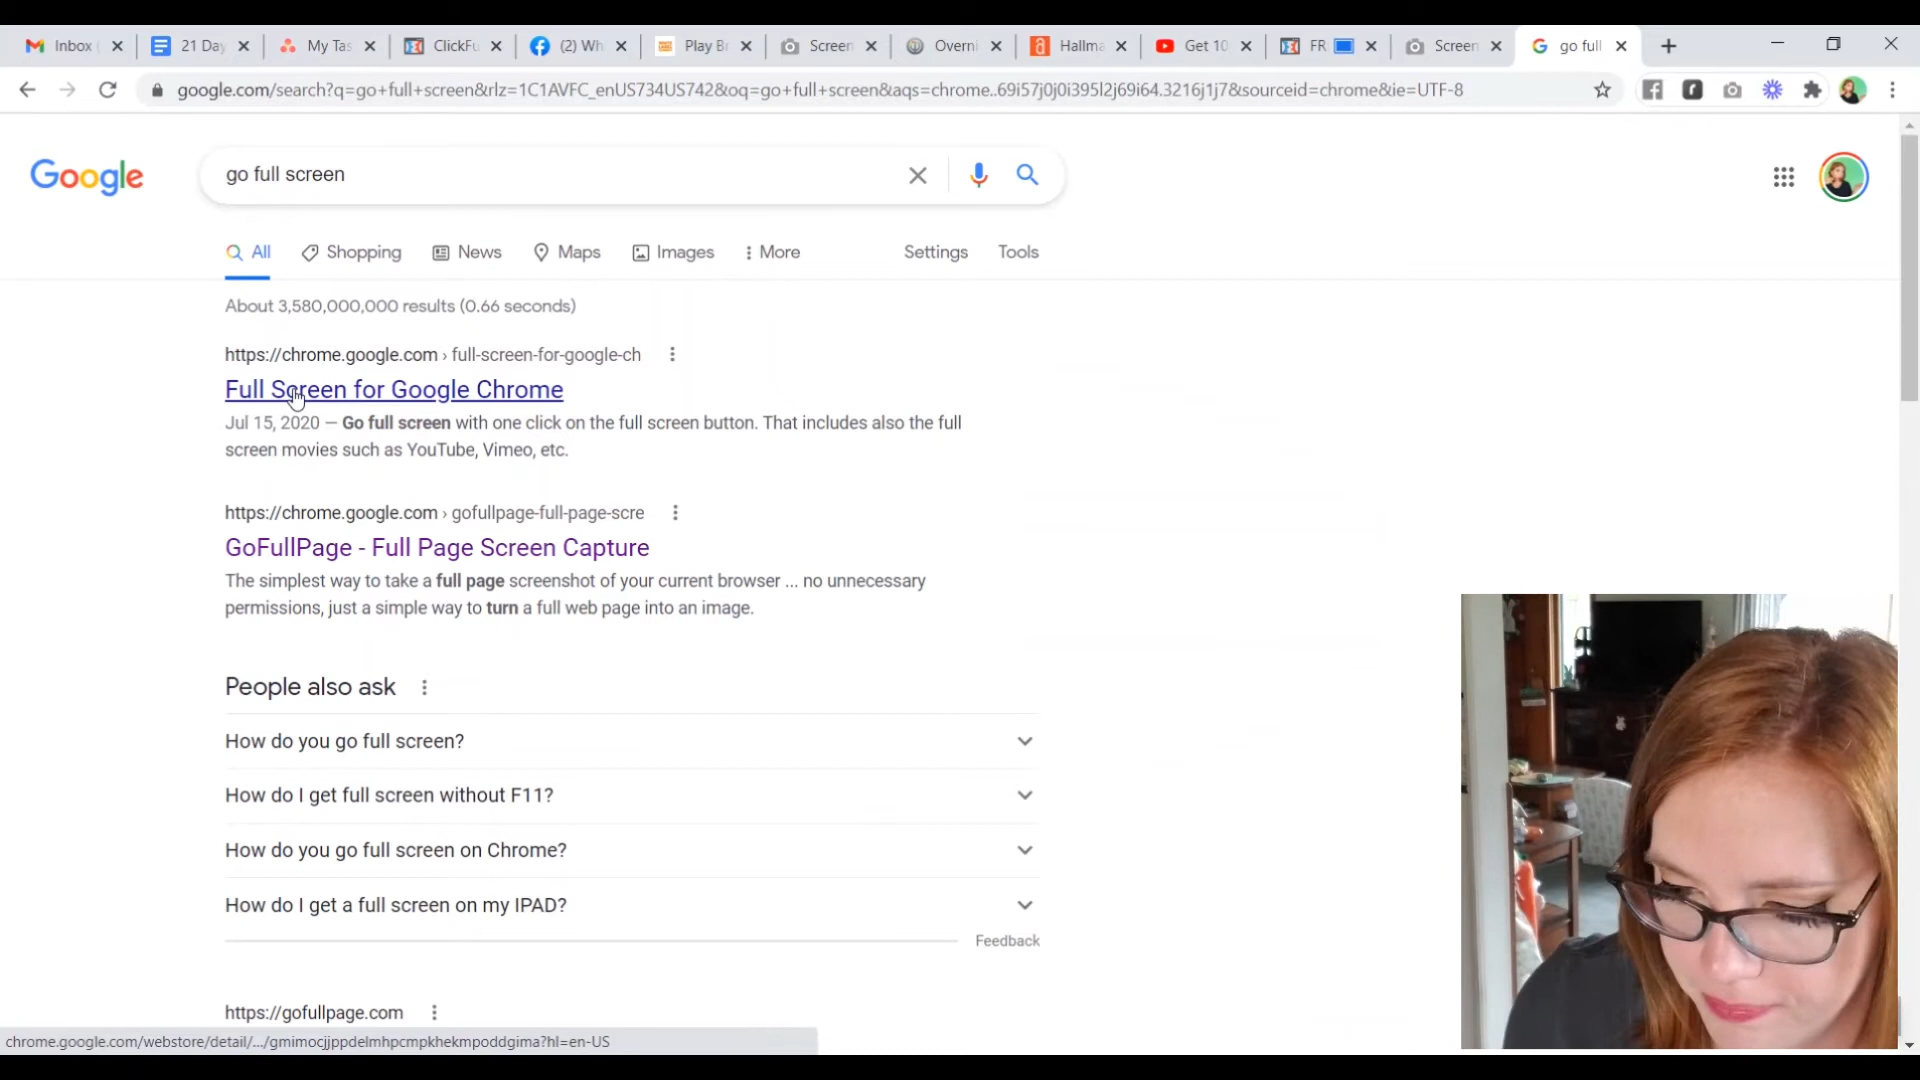 Inbox
21 Day
My Tas
ClickFu
(2) Wh
Play Br
Screen
Overni
Hallma
Get 10
FR
Screen
go full
google.com/search?q=go+full+screen&rlz=1C1AVFC_enUS734US742&oq=go+full+screen&aqs=chrome..69i57j0j0i395l2j69i64.3216j1j7&sourceid=chrome&ie=UTF-8
Google
go full screen
All
Shopping
News
Maps
Images
More
Settings
Tools
About 3,580,000,000 results (0.66 seconds)
https://chrome.google.com › full-screen-for-google-ch
Full Screen for Google Chrome
Jul 15, 2020 — Go full screen with one click on the full screen button. That includes also the full
screen movies such as YouTube, Vimeo, etc.
https://chrome.google.com › gofullpage-full-page-scre
GoFullPage - Full Page Screen Capture
The simplest way to take a full page screenshot of your current browser ... no unnecessary
permissions, just a simple way to turn a full web page into an image.
People also ask
How do you go full screen?
How do I get full screen without F11?
How do you go full screen on Chrome?
How do I get a full screen on my IPAD?
Feedback
https://gofullpage.com
chrome.google.com/webstore/detail/.../gmimocjjppdelmhpcmpkhekmpoddgima?hl=en-US